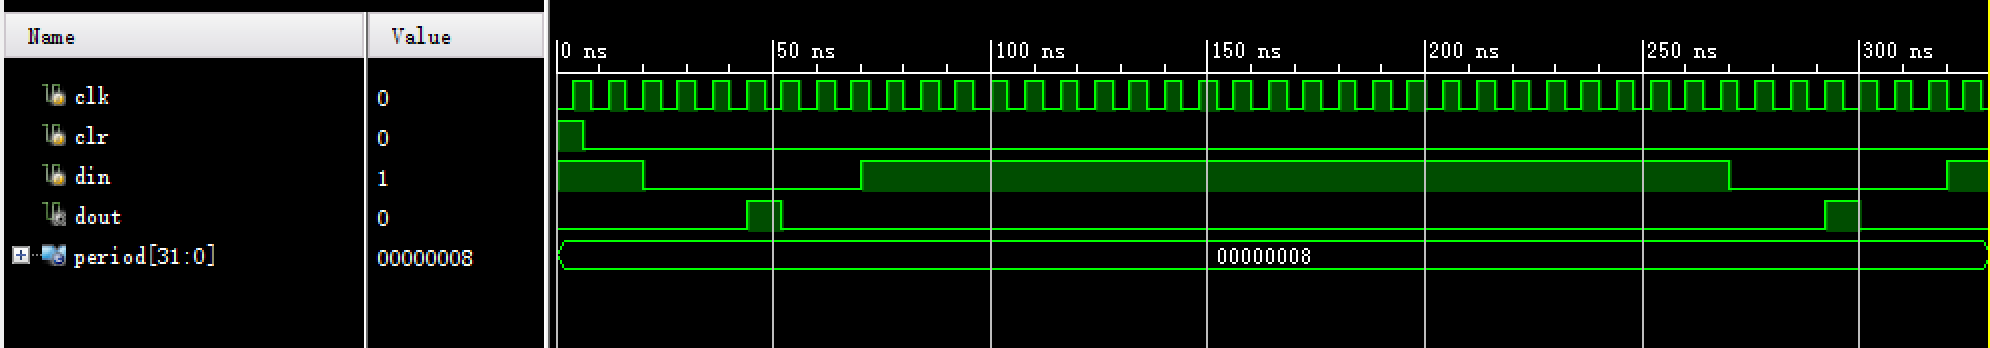 Name Value
0 ns 50 ns 100 ns 150 ns 200 ns 250 ns 300 ns
clk 0
clr 0
din 1
dout 0
period[31:0] 00000008 00000008